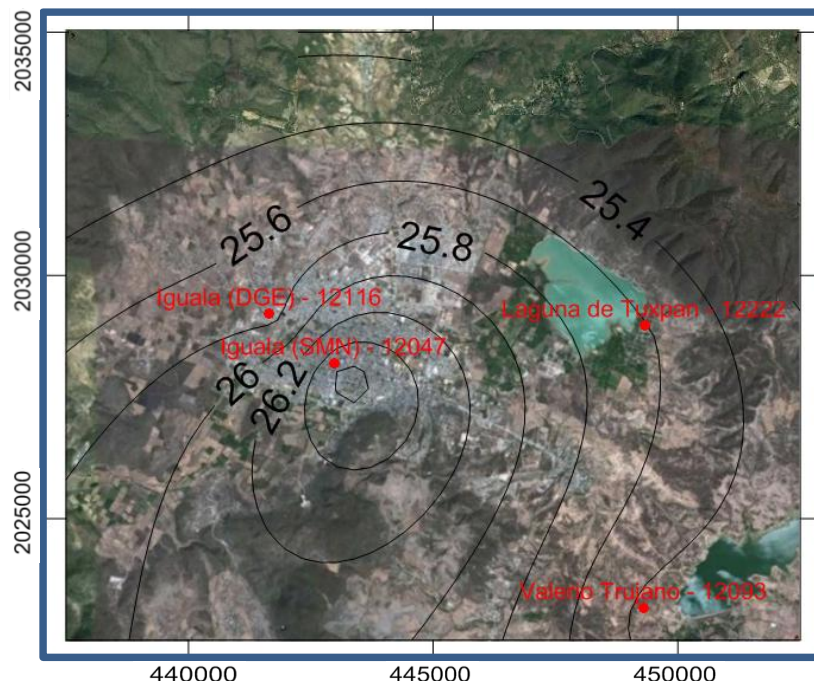 2035000
25.4
25.6
25.8
2030000
Iguala (DGE) - 12116
Laguna de Tuxpan - 12222
Iguala (SMN) - 12047
26
26.2
2025000
Valerio Trujano - 12093
440000
445000
450000